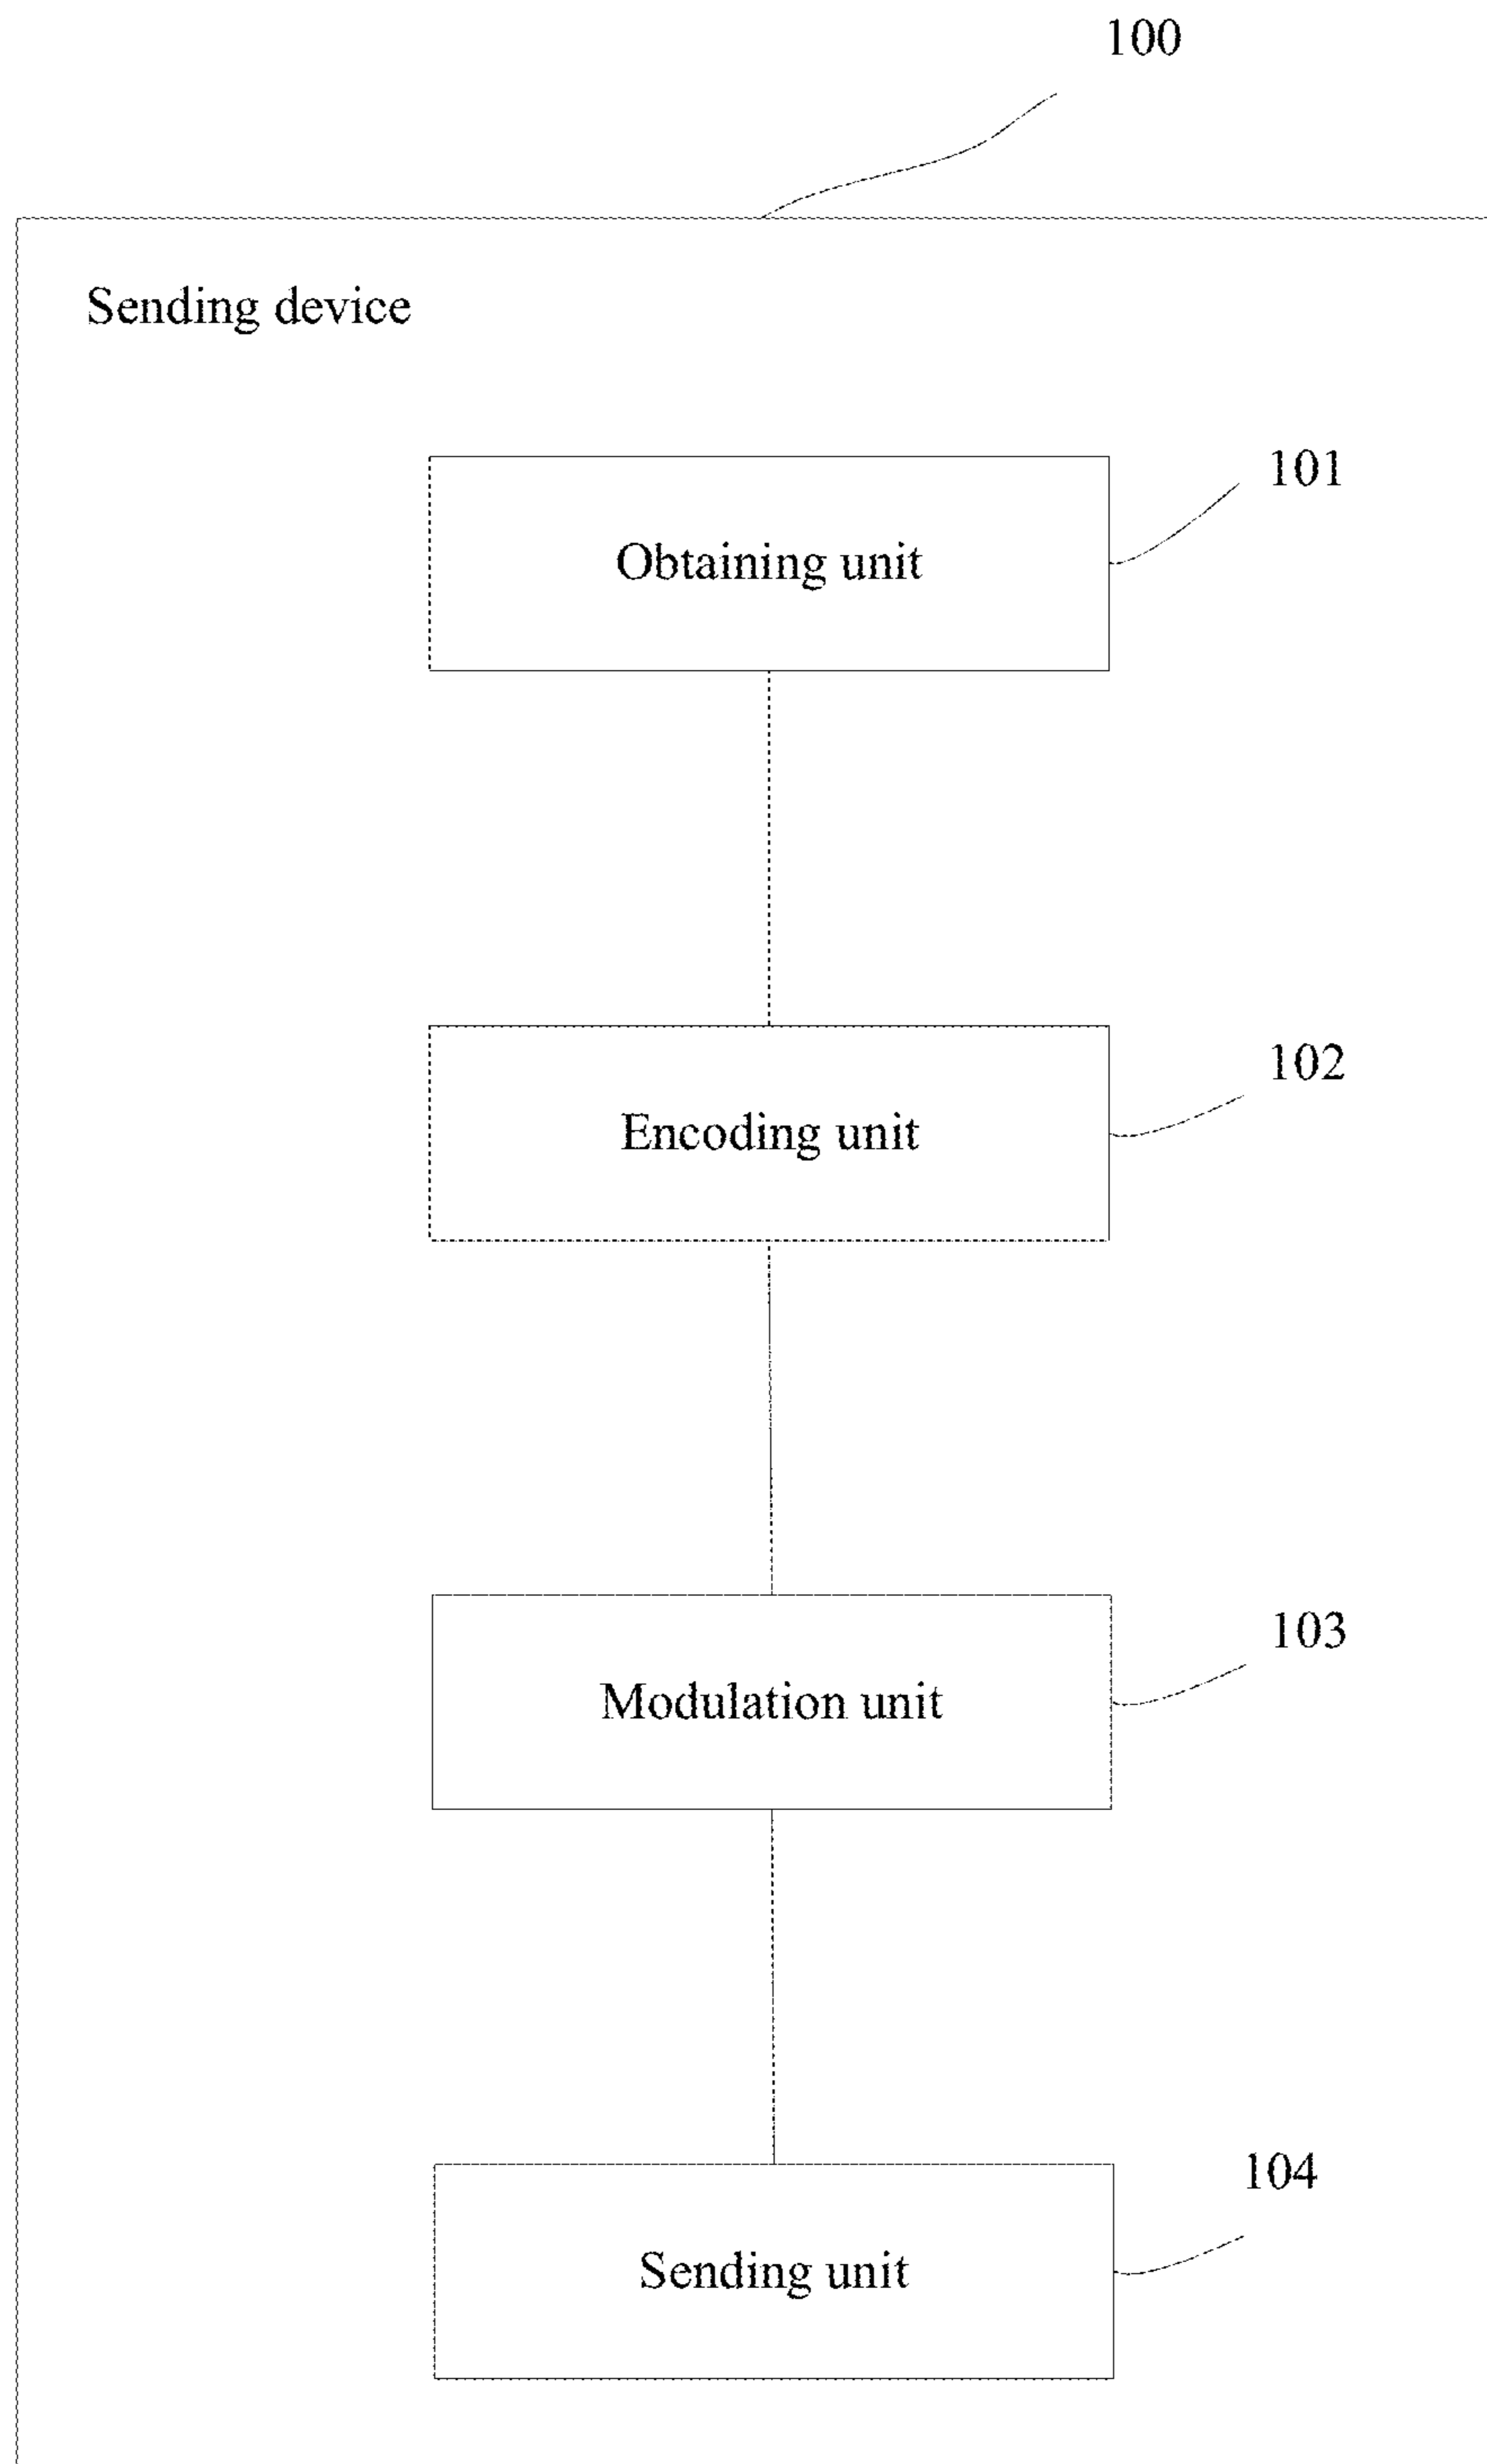 100
Sending device
101
Obtaining unit
102
Encoding unit
103
Modulation unit
104
Sending unit